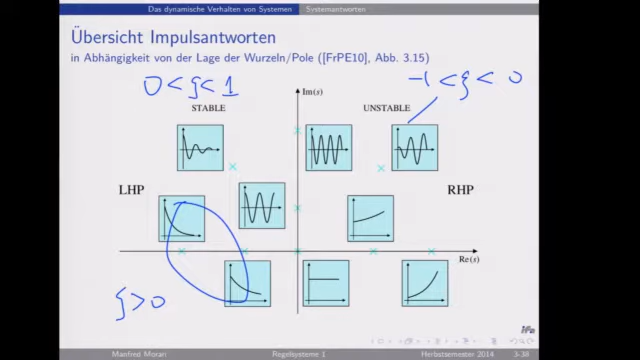 Das dynamische Verhalten von Systemen Systemantworten
Übersicht Impulsantworten
in Abhängigkeit von der Lage der Wurzeln/Pole ([FrPE10], Abb. 3.15)
0 < ζ < 1
-1 < ζ < 0
Im(s)
STABLE
UNSTABLE
LHP
RHP
Re(s)
ζ > 0
ifa
Manfred Morari Regelsysteme 1 Herbstsemester 2014 3-38